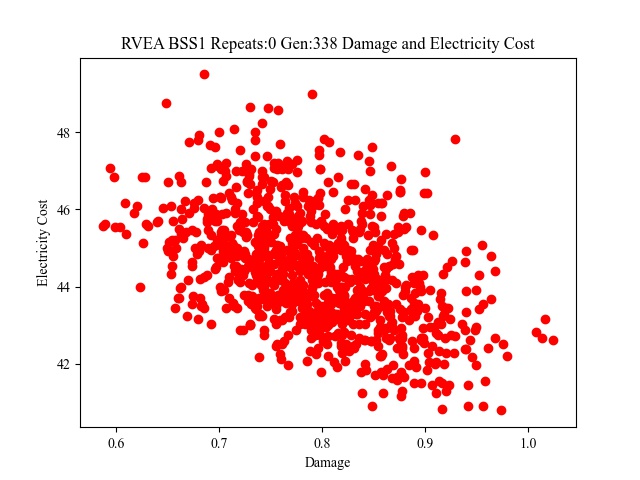 RVEA BSS1 Repeats:0 Gen:338 Damage and Electricity Cost
Electricity Cost
48
46
44
42
0.6 0.7 0.8 0.9 1.0
Damage